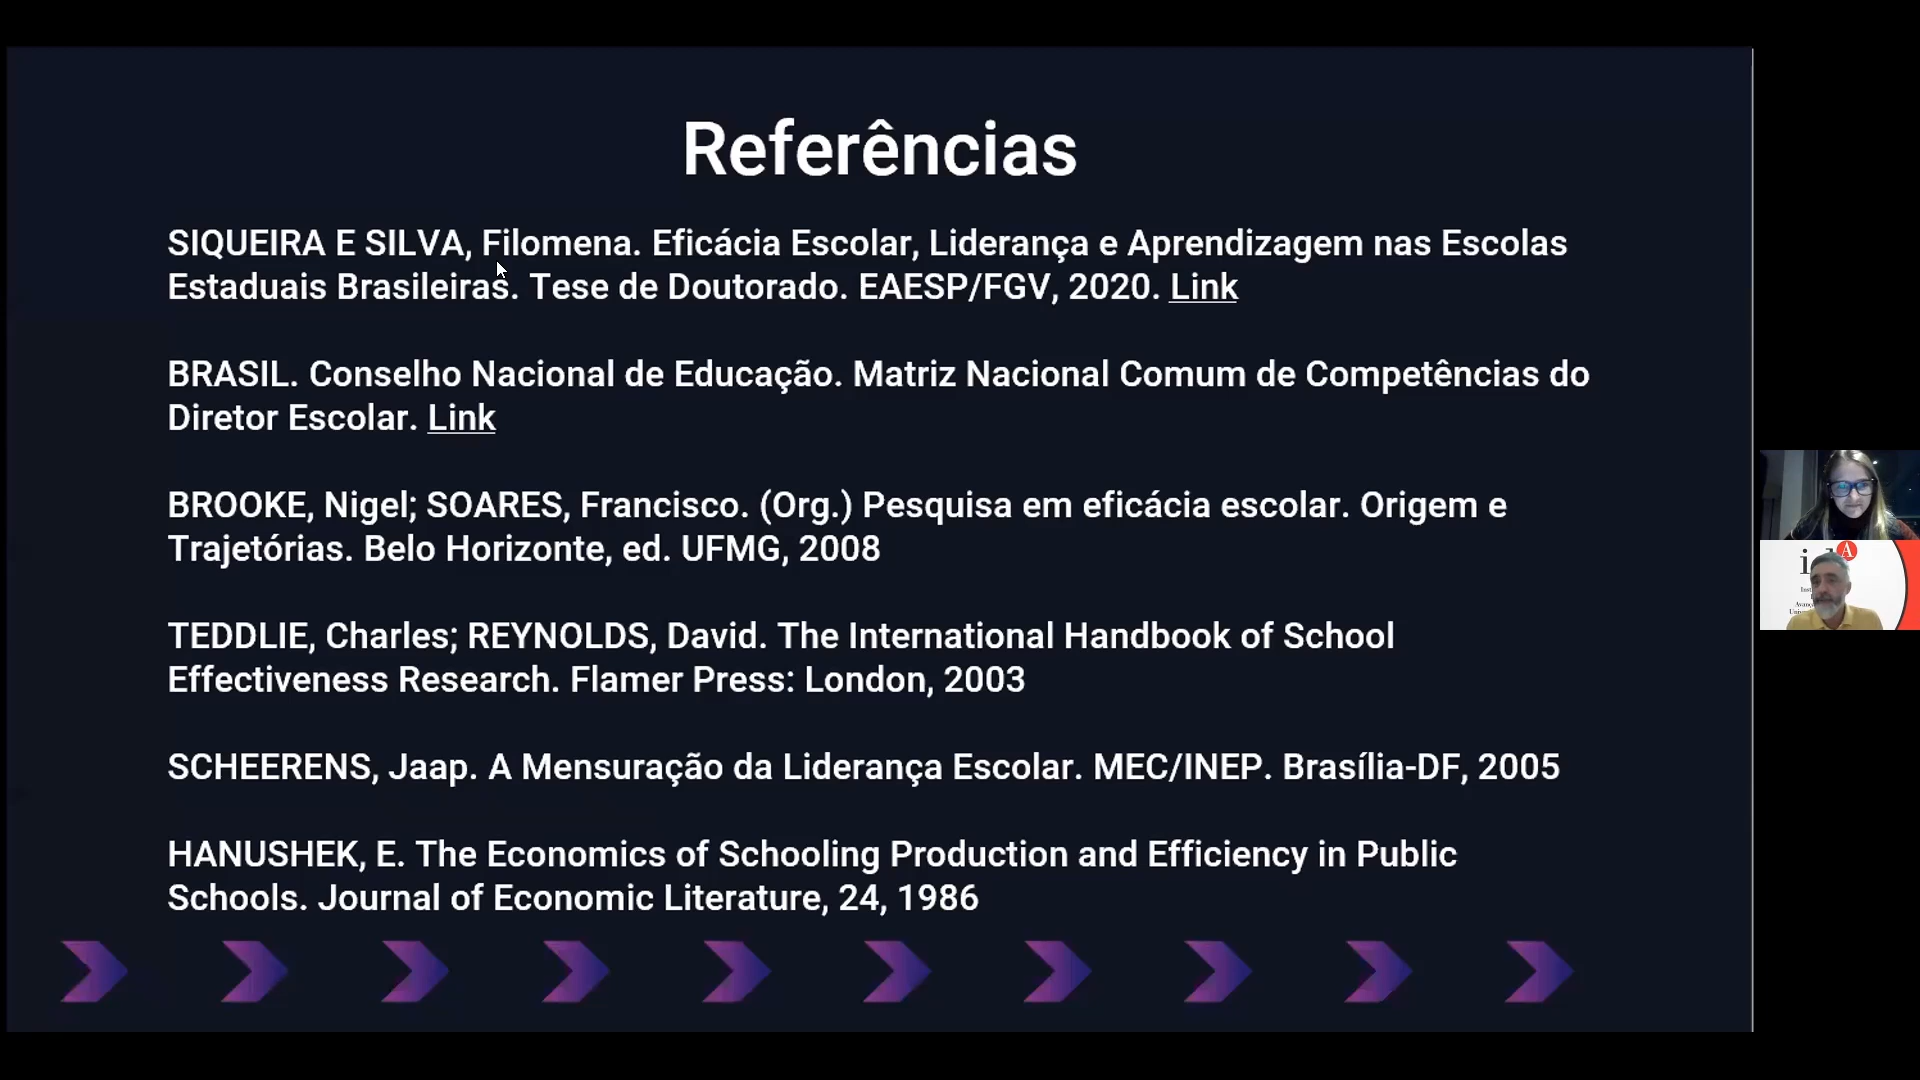 Referências
SIQUEIRA E SILVA, Filomena. Eficácia Escolar, Liderança e Aprendizagem nas Escolas
Estaduais Brasileiras. Tese de Doutorado. EAESP/FGV, 2020. Link
BRASIL. Conselho Nacional de Educação. Matriz Nacional Comum de Competências do
Diretor Escolar. Link
BROOKE, Nigel; SOARES, Francisco. (Org.) Pesquisa em eficácia escolar. Origem e
Trajetórias. Belo Horizonte, ed. UFMG, 2008
TEDDLIE, Charles; REYNOLDS, David. The International Handbook of School
Effectiveness Research. Flamer Press: London, 2003
SCHEERENS, Jaap. A Mensuração da Liderança Escolar. MEC/INEP. Brasília-DF, 2005
HANUSHEK, E. The Economics of Schooling Production and Efficiency in Public
Schools. Journal of Economic Literature, 24, 1986
A